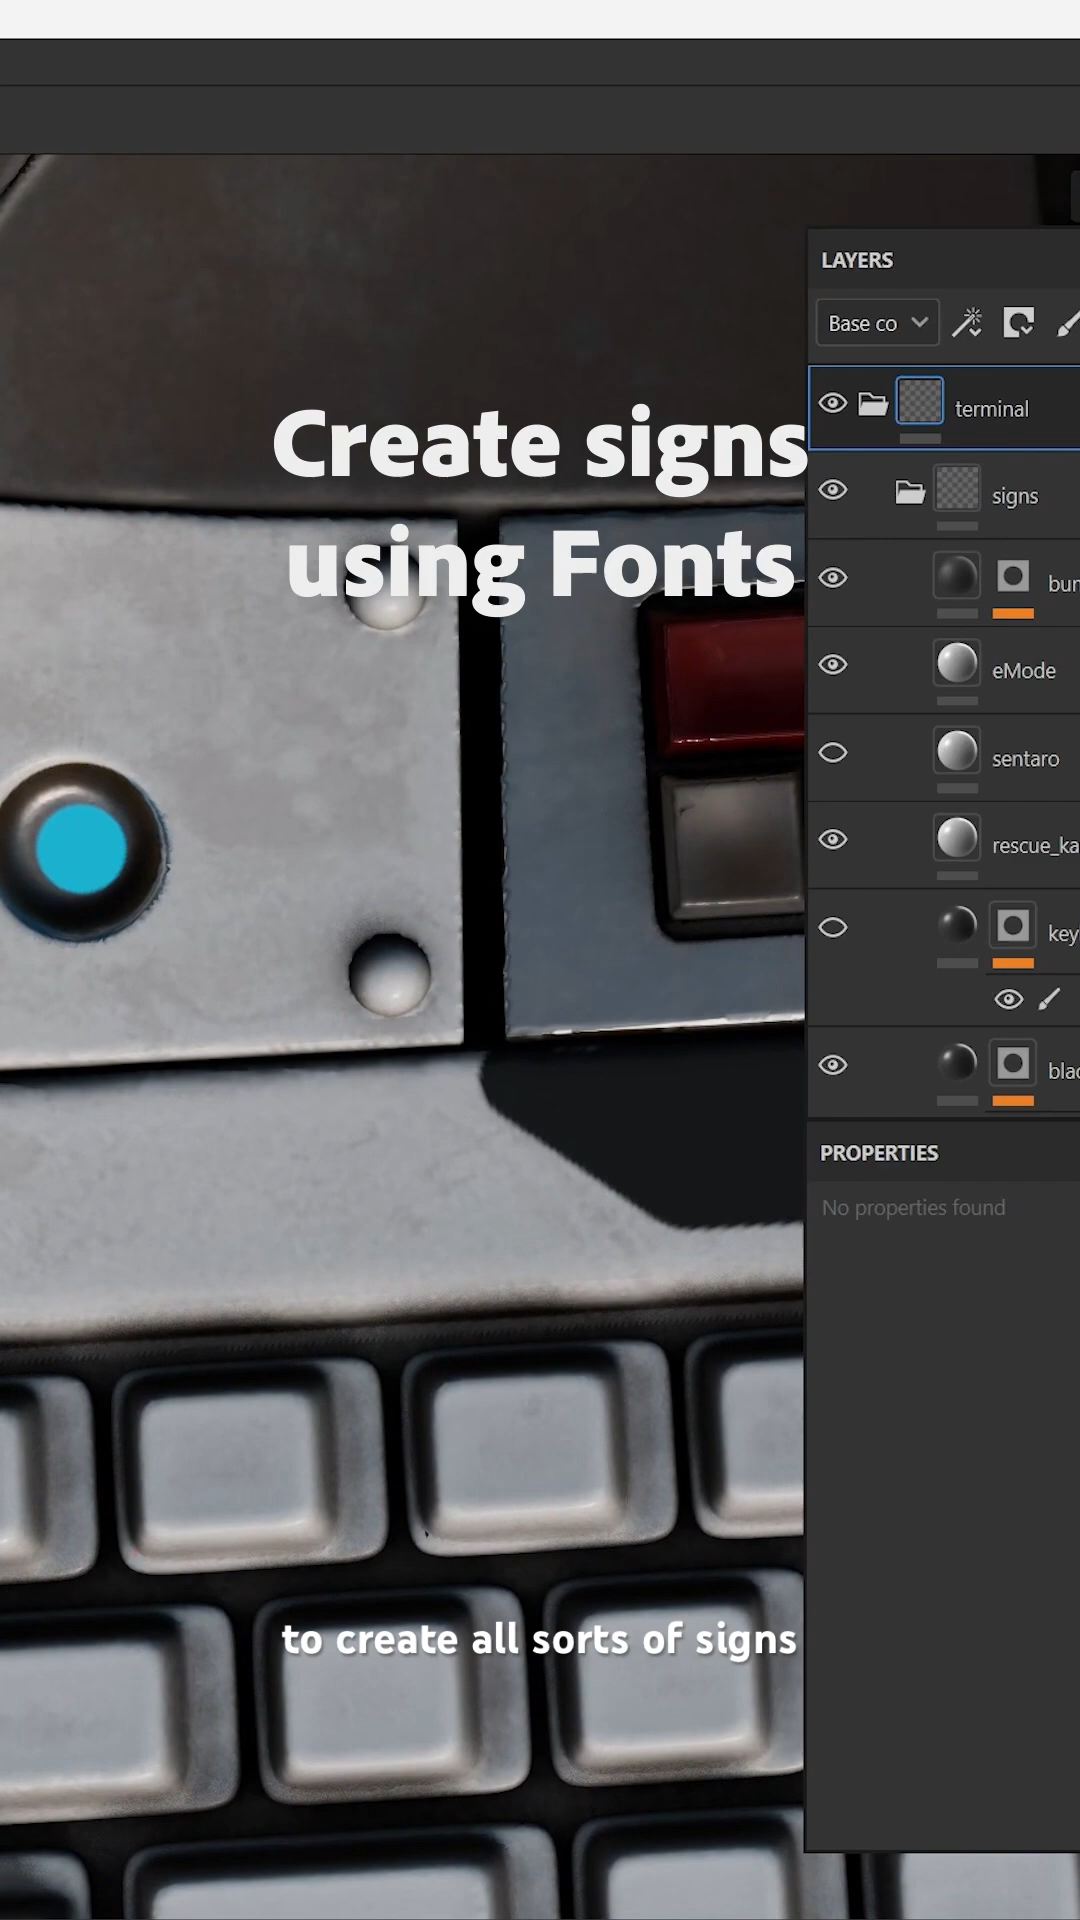 LAYERS
Base co
Create signs
using Fonts
terminal
signs
eMode
sentaro
PROPERTIES
No properties found
to create all sorts of signs